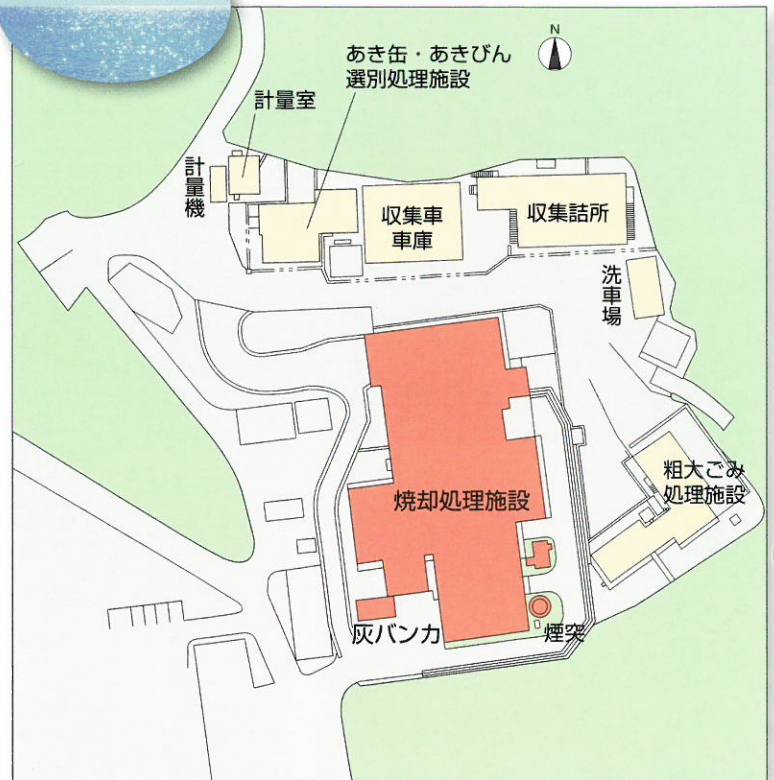 N
あき缶・あきびん
選別処理施設
計量室
計量機
収集車
車庫
収集詰所
洗車場
粗大ごみ
処理施設
焼却処理施設
灰バンカ
煙突